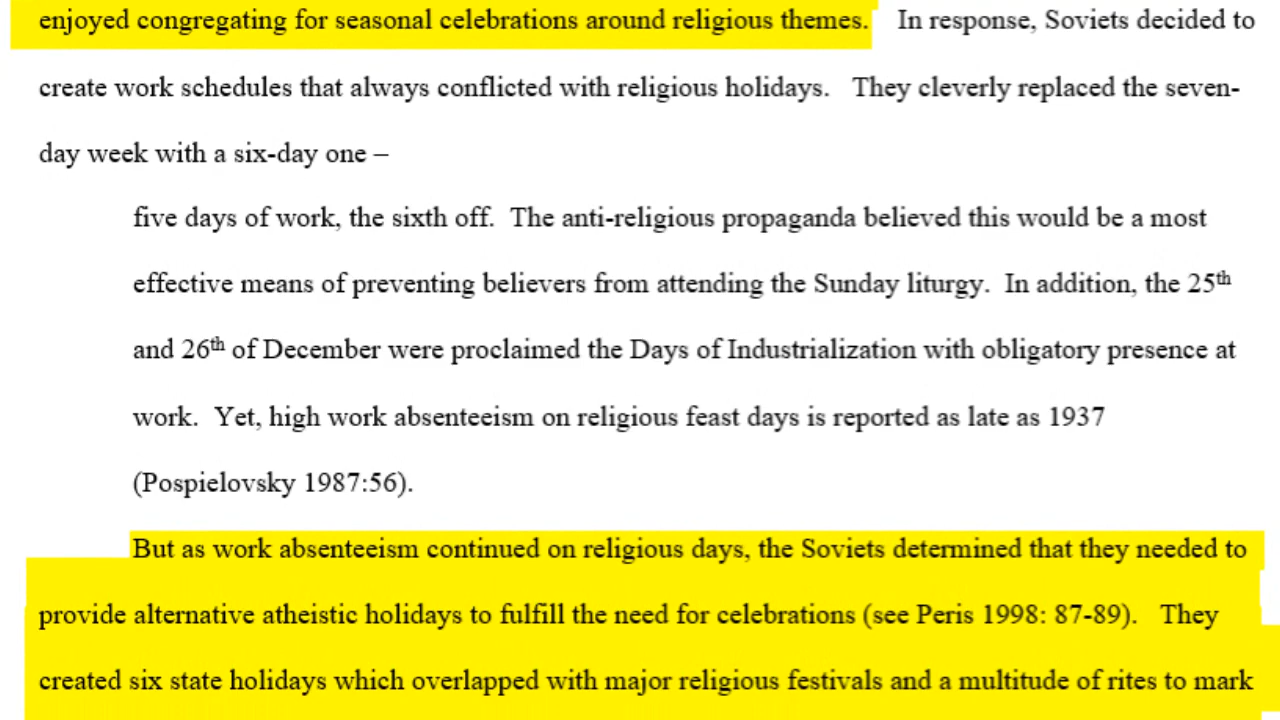 enjoyed congregating for seasonal celebrations around religious themes. In response, Soviets decided to
create work schedules that always conflicted with religious holidays. They cleverly replaced the seven-
day week with a six-day one –
five days of work, the sixth off. The anti-religious propaganda believed this would be a most
effective means of preventing believers from attending the Sunday liturgy. In addition, the 25th
and 26th of December were proclaimed the Days of Industrialization with obligatory presence at
work. Yet, high work absenteeism on religious feast days is reported as late as 1937
(Pospielovsky 1987:56).
But as work absenteeism continued on religious days, the Soviets determined that they needed to
provide alternative atheistic holidays to fulfill the need for celebrations (see Peris 1998: 87-89). They
created six state holidays which overlapped with major religious festivals and a multitude of rites to mark